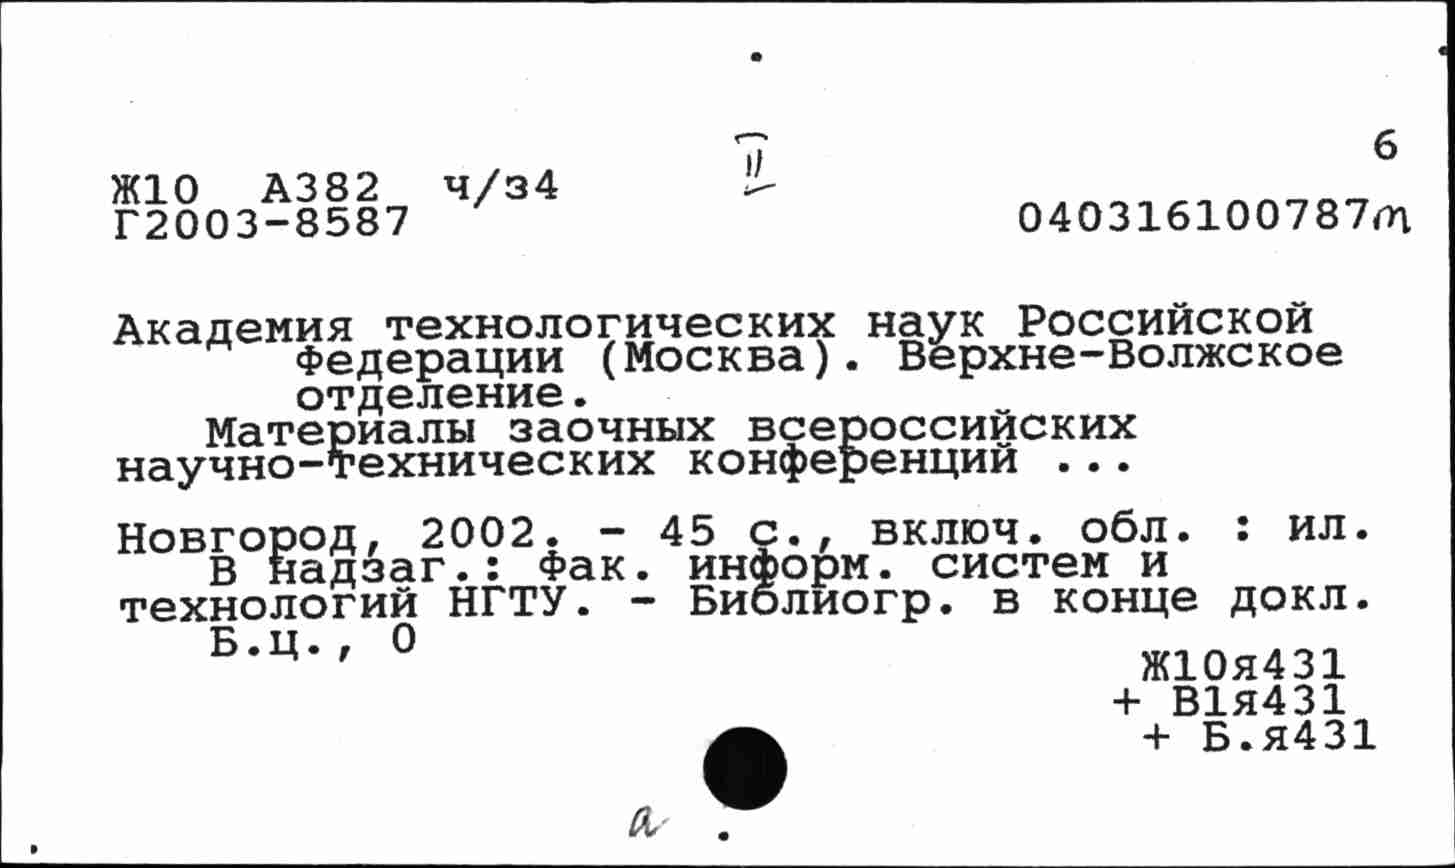 6
II
Ж10 А382 ч/з4
Г2003-8587
040316100787m
Академия технологических наук Российской
Федерации (Москва). Верхне-Волжское
отделение.
Материалы заочных всероссийских
научно-технических конференций ...
Новгород, 2002. - 45 с., включ. обл. : ил.
В надзаг.: Фак. информ. систем и
технологий НГТУ. - Библиогр. в конце докл.
Б.ц., 0
Ж10я431
+ В1я431
+ Б.я431
а